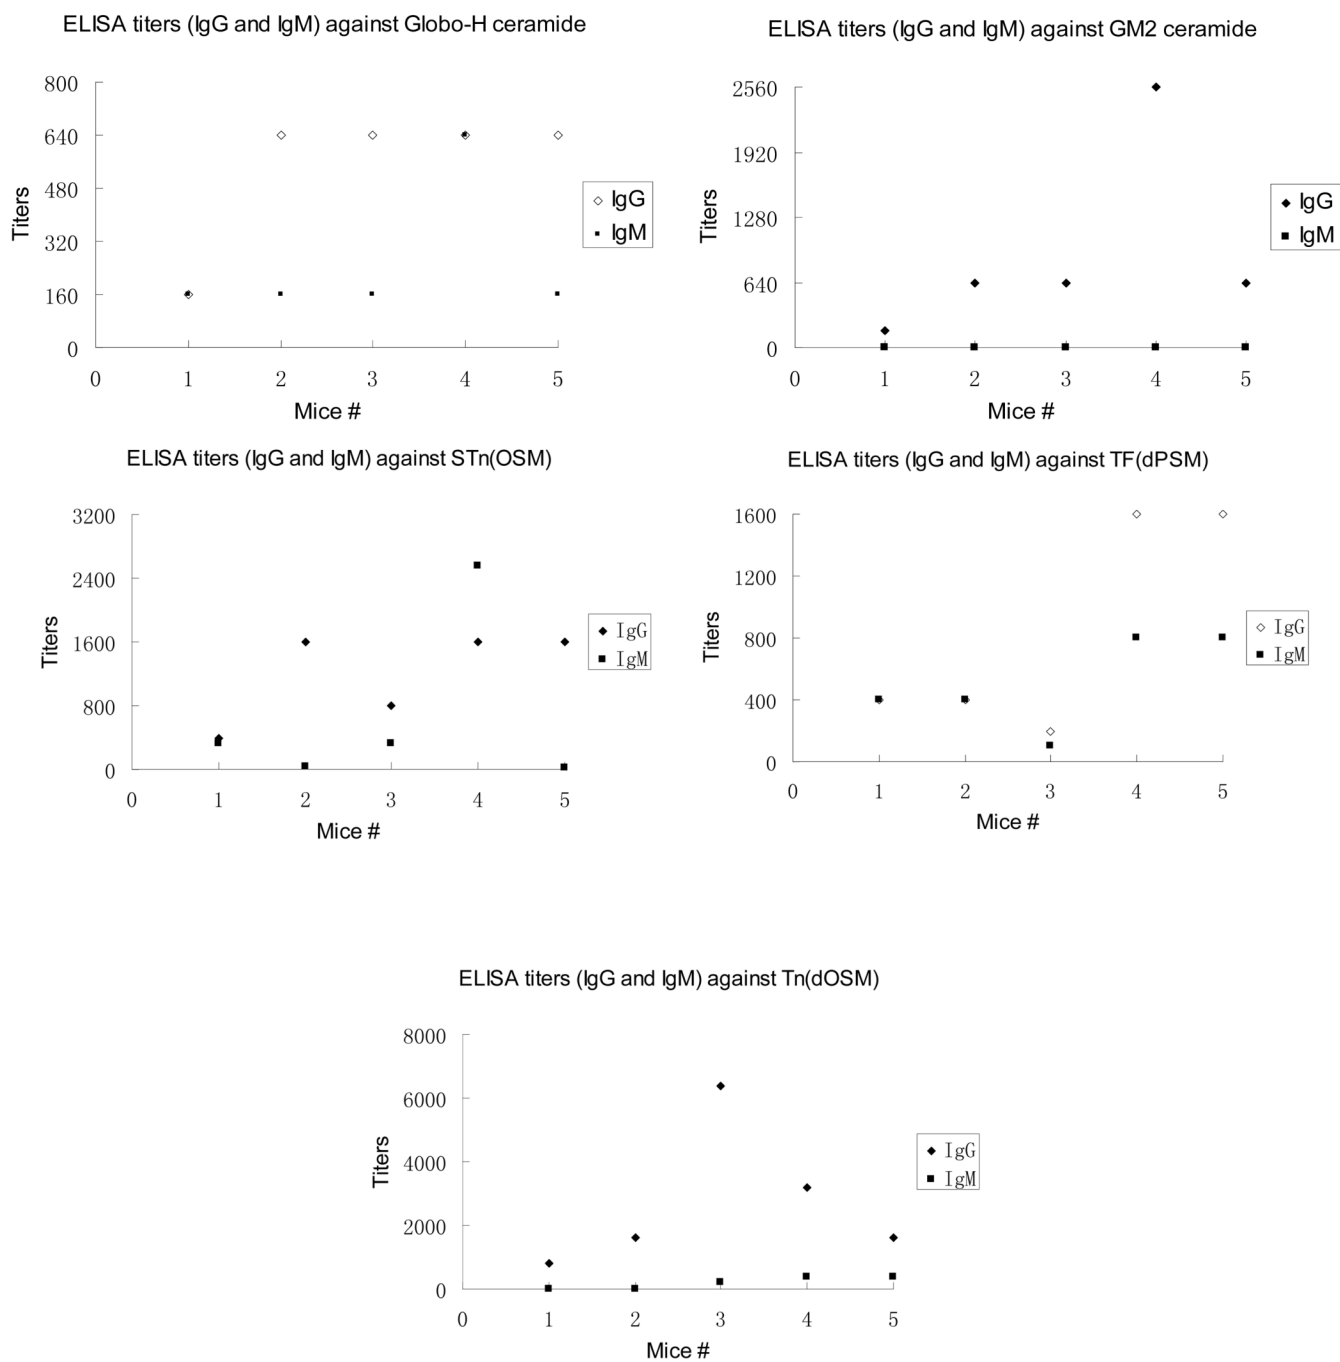 ELISA titers (IgG and IgM) against Globo-H ceramide
800
640
480
320
160
0
Titers
0 1 2 3 4 5
Mice #
IgG
IgM
ELISA titers (IgG and IgM) against GM2 ceramide
2560
1920
1280
640
0
Titers
0 1 2 3 4 5
Mice #
IgG
IgM
ELISA titers (IgG and IgM) against STn(OSM)
3200
2400
1600
800
0
Titers
0 1 2 3 4 5
Mice #
IgG
IgM
ELISA titers (IgG and IgM) against TF(dPSM)
1600
1200
800
400
0
Titers
0 1 2 3 4 5
Mice #
IgG
IgM
ELISA titers (IgG and IgM) against Tn(dOSM)
8000
6000
4000
2000
0
Titers
0 1 2 3 4 5
Mice #
IgG
IgM